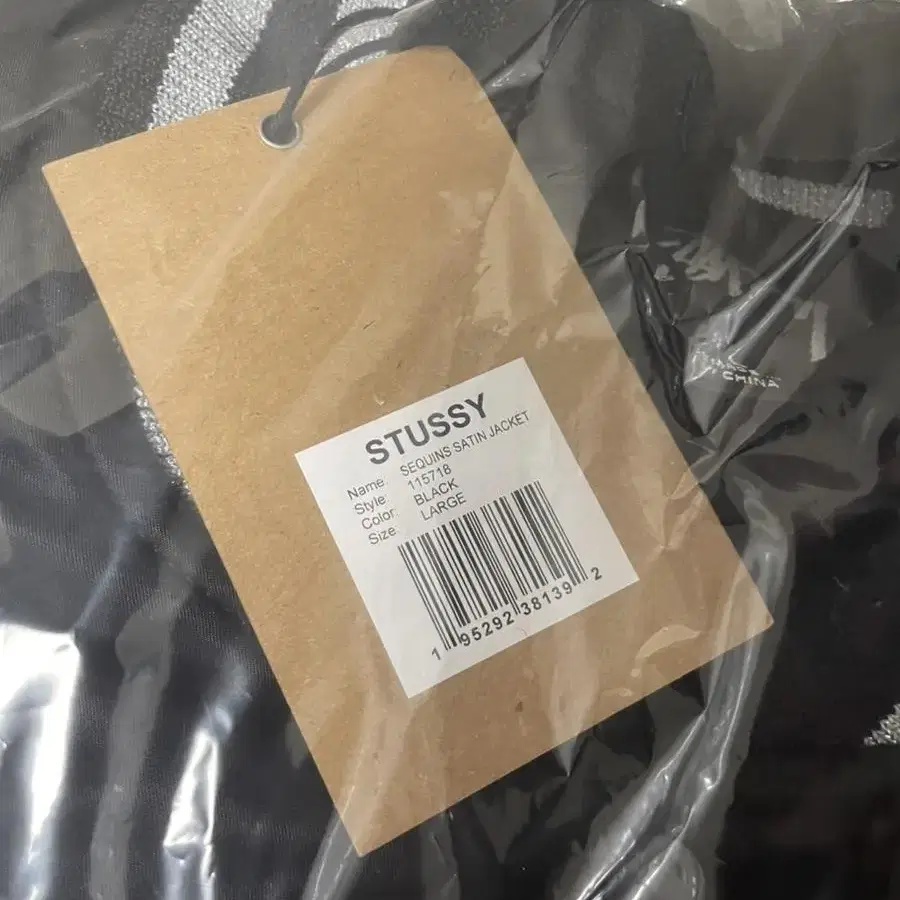 STUSSY
Name: SEQUINS SATIN JACKET
Style: 115718
Color: BLACK
Size: LARGE
1 95292 38139 2
CHINA